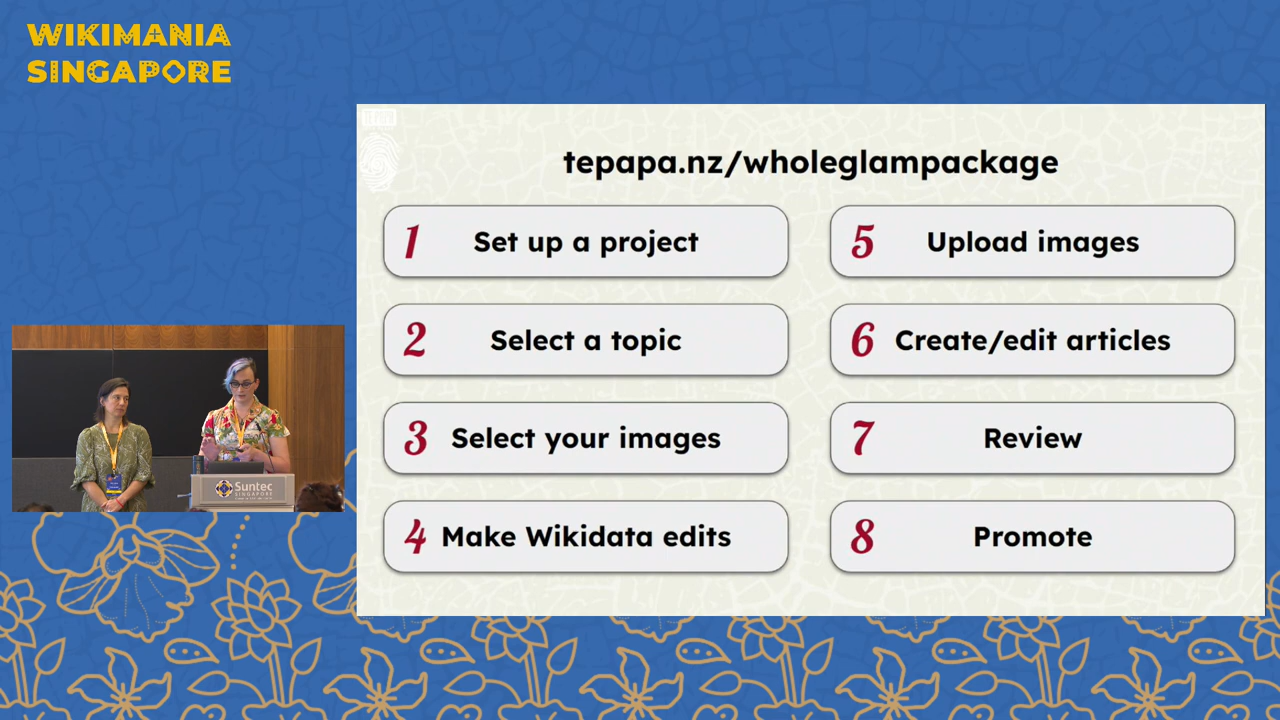 WIKIMANIA
SINGAPORE
tepapa.nz/wholeglampackage
1 Set up a project
2 Select a topic
3 Select your images
4 Make Wikidata edits
5 Upload images
6 Create/edit articles
7 Review
8 Promote
Suntec
SINGAPORE